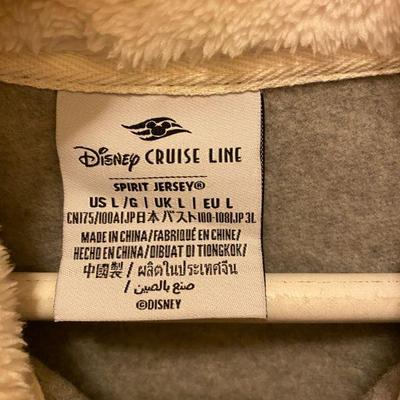 Disney CRUISE LINE
SPIRIT JERSEY®
US L/G | UK L | EU L
CN175/100A|JP日本バスト100-108|JP 3L
MADE IN CHINA/FABRIQUÉ EN CHINE/
HECHO EN CHINA/DIBUAT DI TIONGKOK/
中國製/ ผลิตในประเทศจีน
/ صنع بالصين
©DISNEY